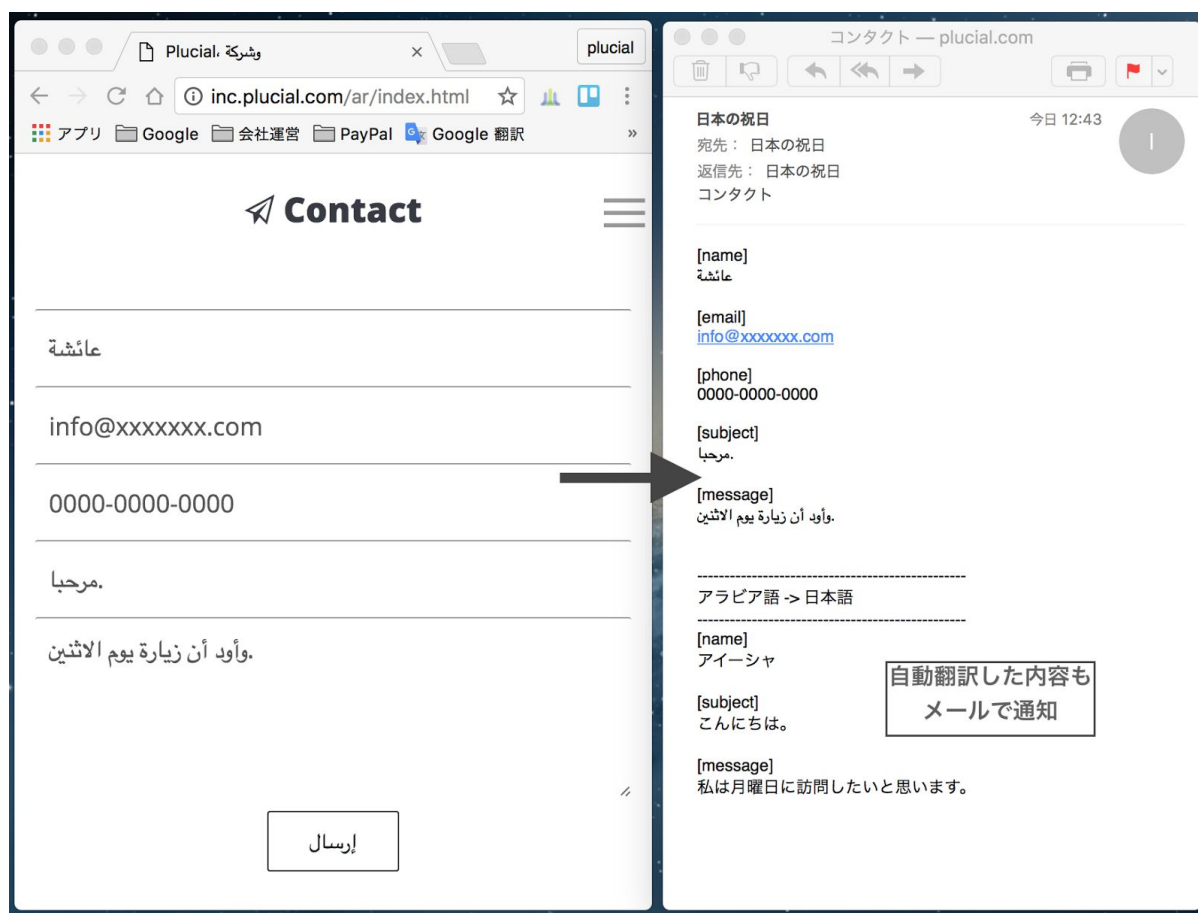 Plucial، وشركة
plucial
inc.plucial.com/ar/index.html
アプリ Google 会社運営 PayPal Google 翻訳 »
Contact
عائشة
info@xxxxxxx.com
0000-0000-0000
مرحبا.
وأود أن زيارة يوم الاثنين.
إرسال
コンタクト — plucial.com
日本の祝日 今日 12:43
宛先： 日本の祝日
返信先： 日本の祝日
コンタクト
I
[name]
عائشة
[email]
info@xxxxxxx.com
[phone]
0000-0000-0000
[subject]
مرحبا.
[message]
وأود أن زيارة يوم الاثنين.
--------------------------------------------------
アラビア語 -> 日本語
--------------------------------------------------
[name]
アイーシャ
[subject]
こんにちは。
[message]
私は月曜日に訪問したいと思います。
自動翻訳した内容も
メールで通知